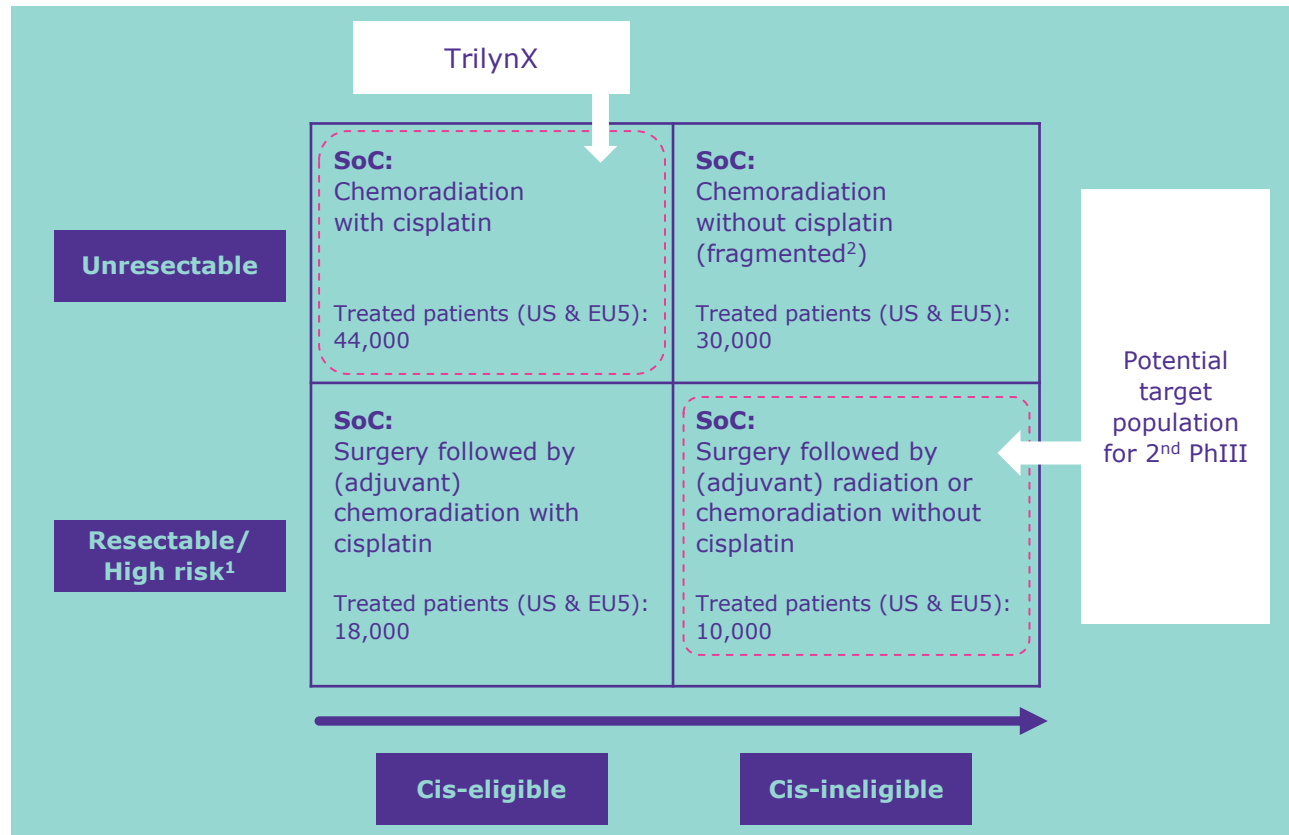 TrilynX
SoC:
Chemoradiation
with cisplatin
Treated patients (US & EU5):
44,000
SoC:
Chemoradiation
without cisplatin
(fragmented²)
Treated patients (US & EU5):
30,000
Unresectable
Potential
target
population
for 2nd PhIII
SoC:
Surgery followed by
(adjuvant)
chemoradiation with
cisplatin
Treated patients (US & EU5):
18,000
SoC:
Surgery followed by
(adjuvant) radiation or
chemoradiation without
cisplatin
Treated patients (US & EU5):
10,000
Resectable/
High risk¹
Cis-eligible
Cis-ineligible